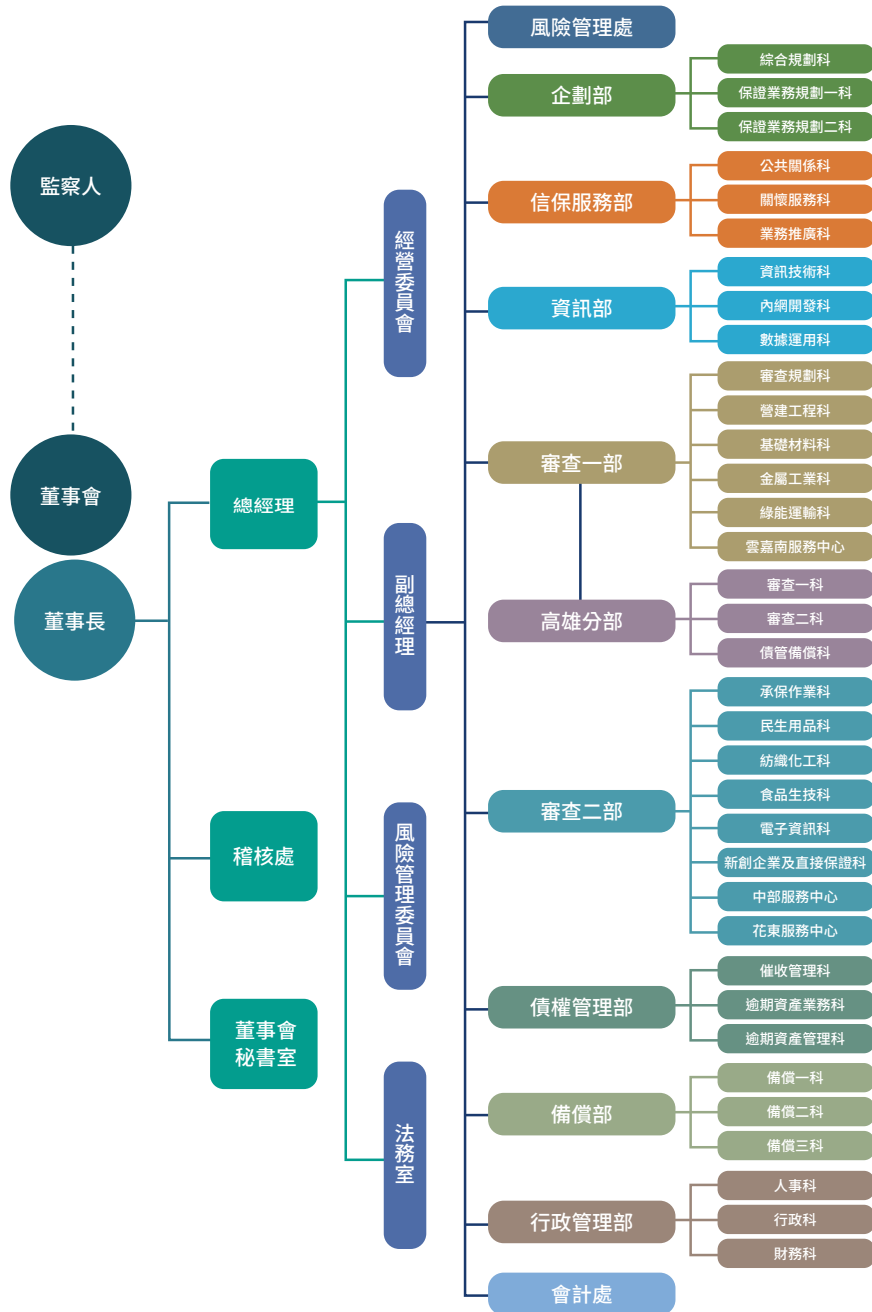 監察人
董事會
董事長
總經理
稽核處
董事會
秘書室
經營委員會
副總經理
風險管理委員會
法務室
風險管理處
企劃部
綜合規劃科
保證業務規劃一科
保證業務規劃二科
信保服務部
公共關係科
關懷服務科
業務推廣科
資訊部
資訊技術科
內網開發科
數據運用科
審查一部
審查規劃科
營建工程科
基礎材料科
金屬工業科
綠能運輸科
雲嘉南服務中心
高雄分部
審查一科
審查二科
債管備償科
審查二部
承保作業科
民生用品科
紡織化工科
食品生技科
電子資訊科
新創企業及直接保證科
中部服務中心
花東服務中心
債權管理部
催收管理科
逾期資產業務科
逾期資產管理科
備償部
備償一科
備償二科
備償三科
行政管理部
人事科
行政科
財務科
會計處